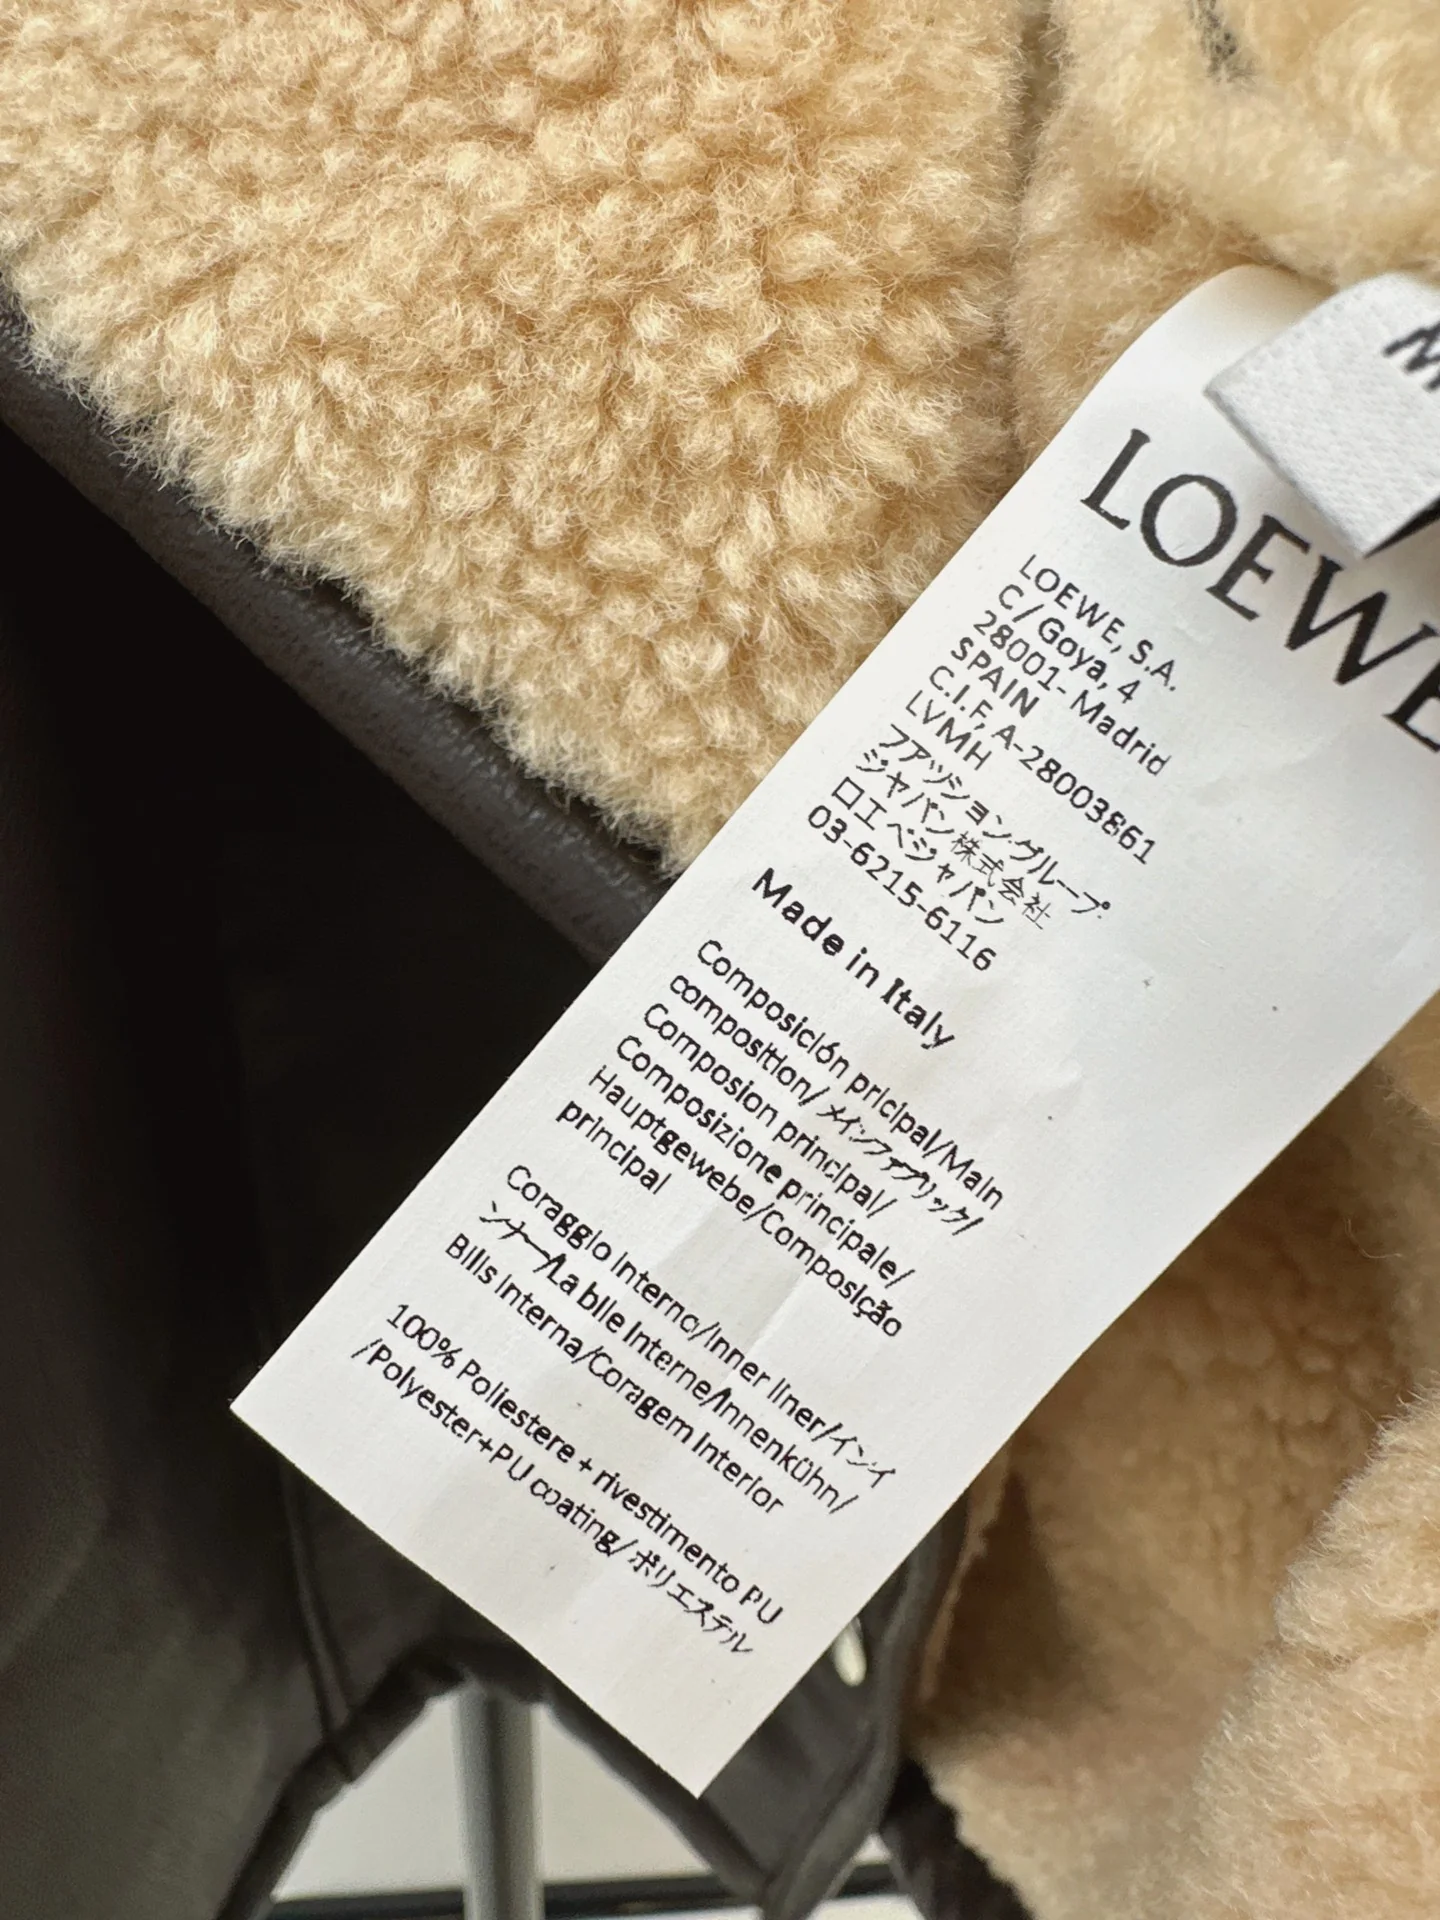 LOEWE
LOEWE, S.A.
C/ Goya, 4
28001- Madrid
SPAIN
C.I.F, A-28003861
LVMH
ファッション・グループ
ジャパン株式会社
ロエベジャパン
03-6215-6116
Made in Italy
Composición pricipal/Main
composition/メインファブリック/
Composion principal/
Composizione principale/
Hauptgewebe/Composição
principal
Coraggio interno/Inner liner/インイ
ンナー/La bile Interne/Innenkühn/
Bills Interna/Coragem Interior
100% Poliestere + rivestimento PU
/Polyester+PU coating/ポリエステル